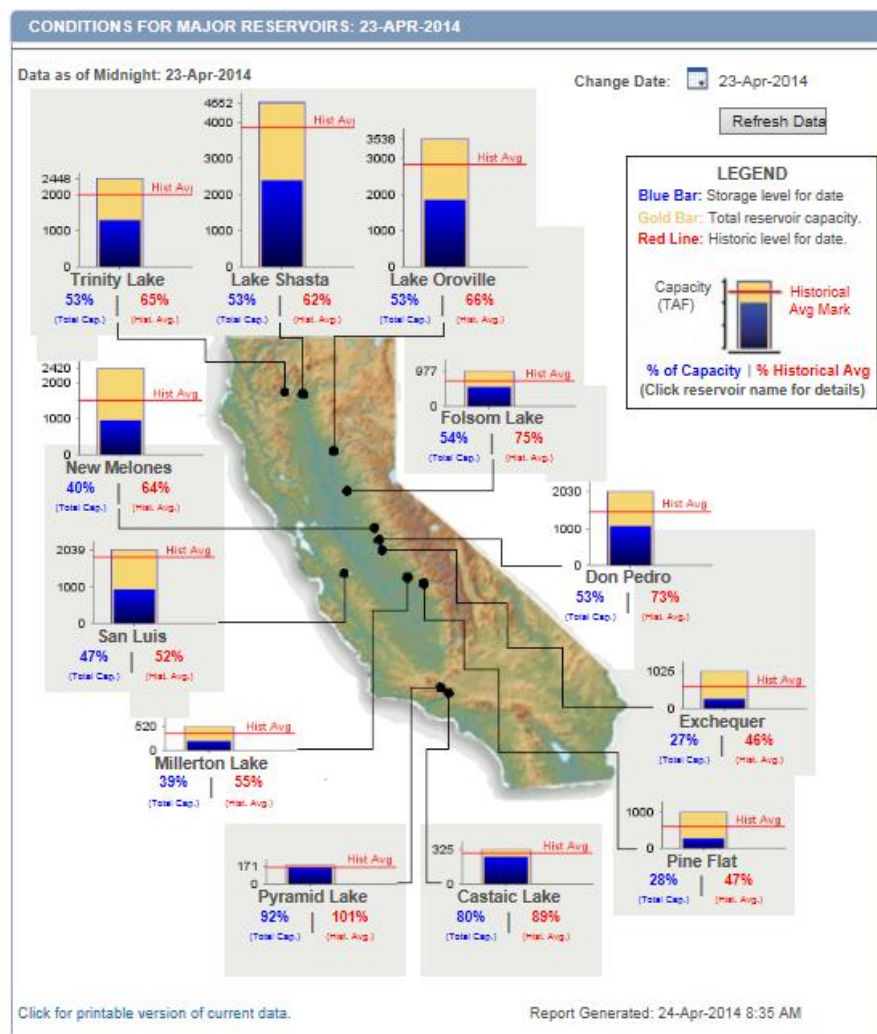 CONDITIONS FOR MAJOR RESERVOIRS: 23-APR-2014
Data as of Midnight: 23-Apr-2014
Change Date: 23-Apr-2014
Refresh Data
LEGEND
Blue Bar: Storage level for date
Gold Bar: Total reservoir capacity.
Red Line: Historic level for date.
Capacity
(TAF)
Historical
Avg Mark
% of Capacity | % Historical Avg
(Click reservoir name for details)
2448
2000
1000
0
Hist Avg
Trinity Lake
53% | 65%
(Total Cap.) (Hist. Avg.)
4552
4000
3000
2000
1000
0
Hist Avg
Lake Shasta
53% | 62%
(Total Cap.) (Hist. Avg.)
3538
3000
2000
1000
0
Hist Avg
Lake Oroville
53% | 66%
(Total Cap.) (Hist. Avg.)
2420
2000
1000
0
Hist Avg
New Melones
40% | 64%
(Total Cap.) (Hist. Avg.)
977
0
Hist Avg
Folsom Lake
54% | 75%
(Total Cap.) (Hist. Avg.)
2030
1000
0
Hist Avg
Don Pedro
53% | 73%
(Total Cap.) (Hist. Avg.)
2039
1000
0
Hist Avg
San Luis
47% | 52%
(Total Cap.) (Hist. Avg.)
1025
0
Hist Avg
Exchequer
27% | 46%
(Total Cap.) (Hist. Avg.)
520
0
Hist Avg
Millerton Lake
39% | 55%
(Total Cap.) (Hist. Avg.)
1000
0
Hist Avg
Pine Flat
28% | 47%
(Total Cap.) (Hist. Avg.)
171
0
Hist Avg
Pyramid Lake
92% | 101%
(Total Cap.) (Hist. Avg.)
325
0
Hist Avg
Castaic Lake
80% | 89%
(Total Cap.) (Hist. Avg.)
Click for printable version of current data.
Report Generated: 24-Apr-2014 8:35 AM